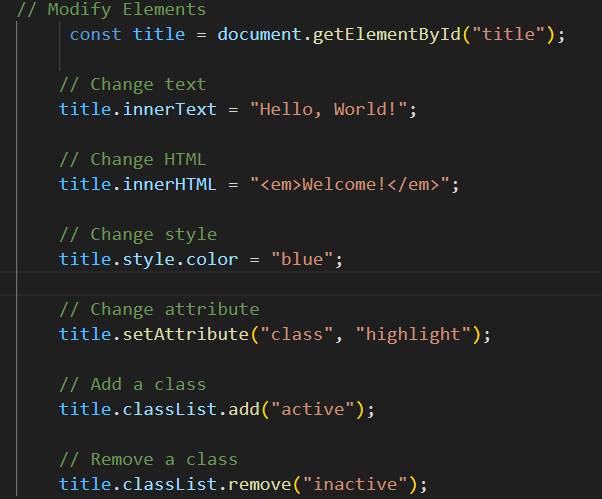 // Modify Elements
const title = document.getElementById("title");
// Change text
title.innerText = "Hello, World!";
// Change HTML
title.innerHTML = "<em>Welcome!</em>";
// Change style
title.style.color = "blue";
// Change attribute
title.setAttribute("class", "highlight");
// Add a class
title.classList.add("active");
// Remove a class
title.classList.remove("inactive");